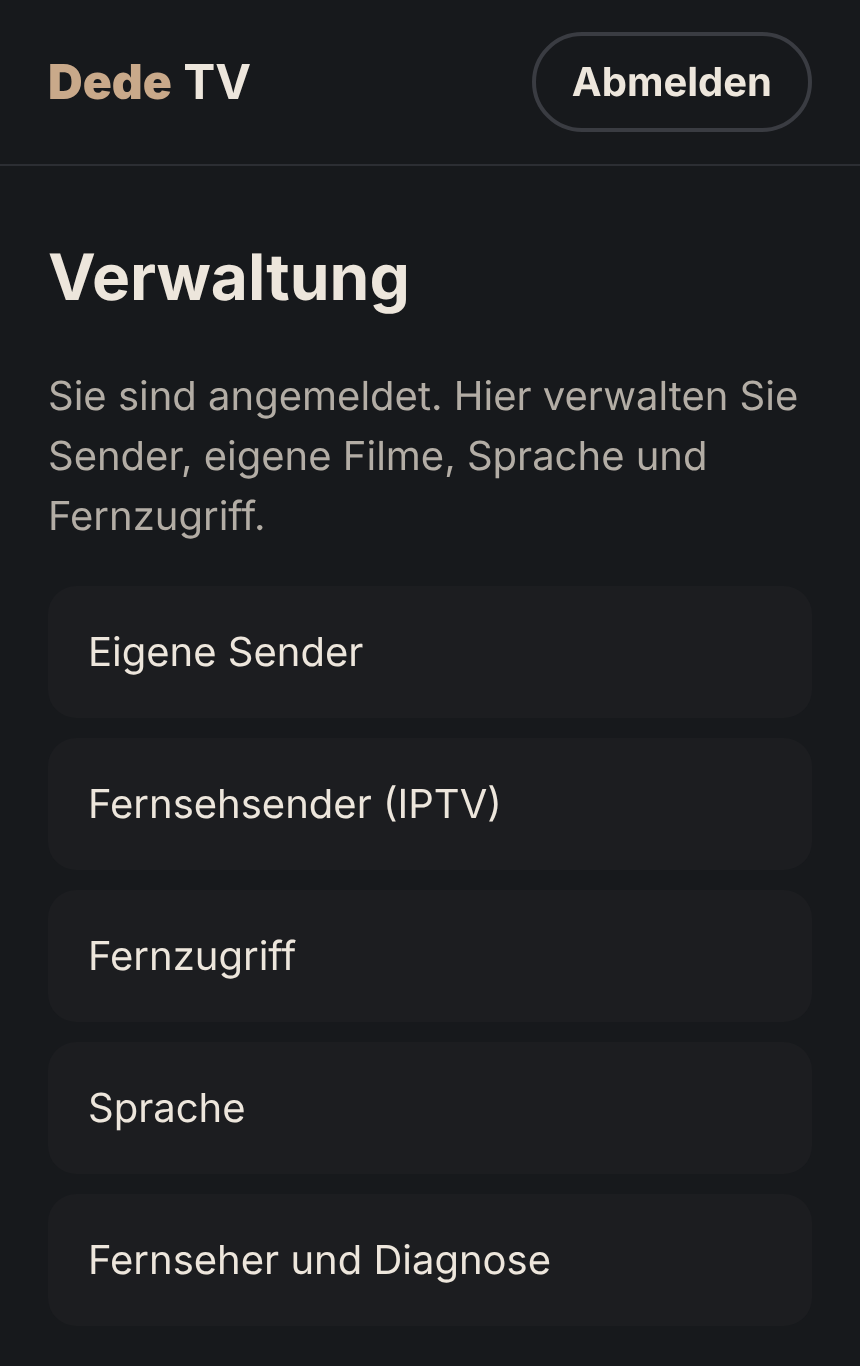 Dede TV
Abmelden
Verwaltung
Sie sind angemeldet. Hier verwalten Sie
Sender, eigene Filme, Sprache und
Fernzugriff.
Eigene Sender
Fernsehsender (IPTV)
Fernzugriff
Sprache
Fernseher und Diagnose